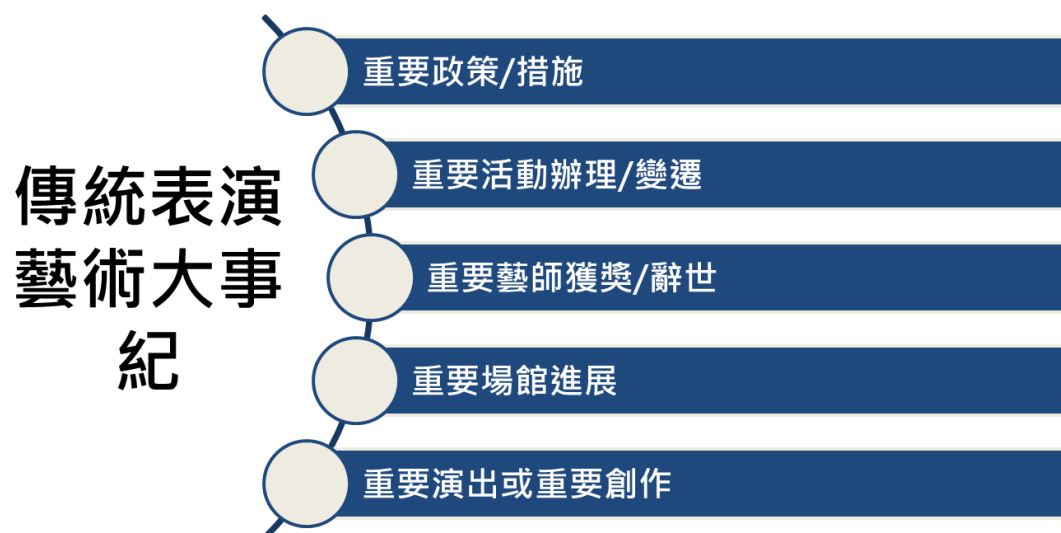 傳統表演
藝術大事
紀
重要政策/措施
重要活動辦理/變遷
重要藝師獲獎/辭世
重要場館進展
重要演出或重要創作